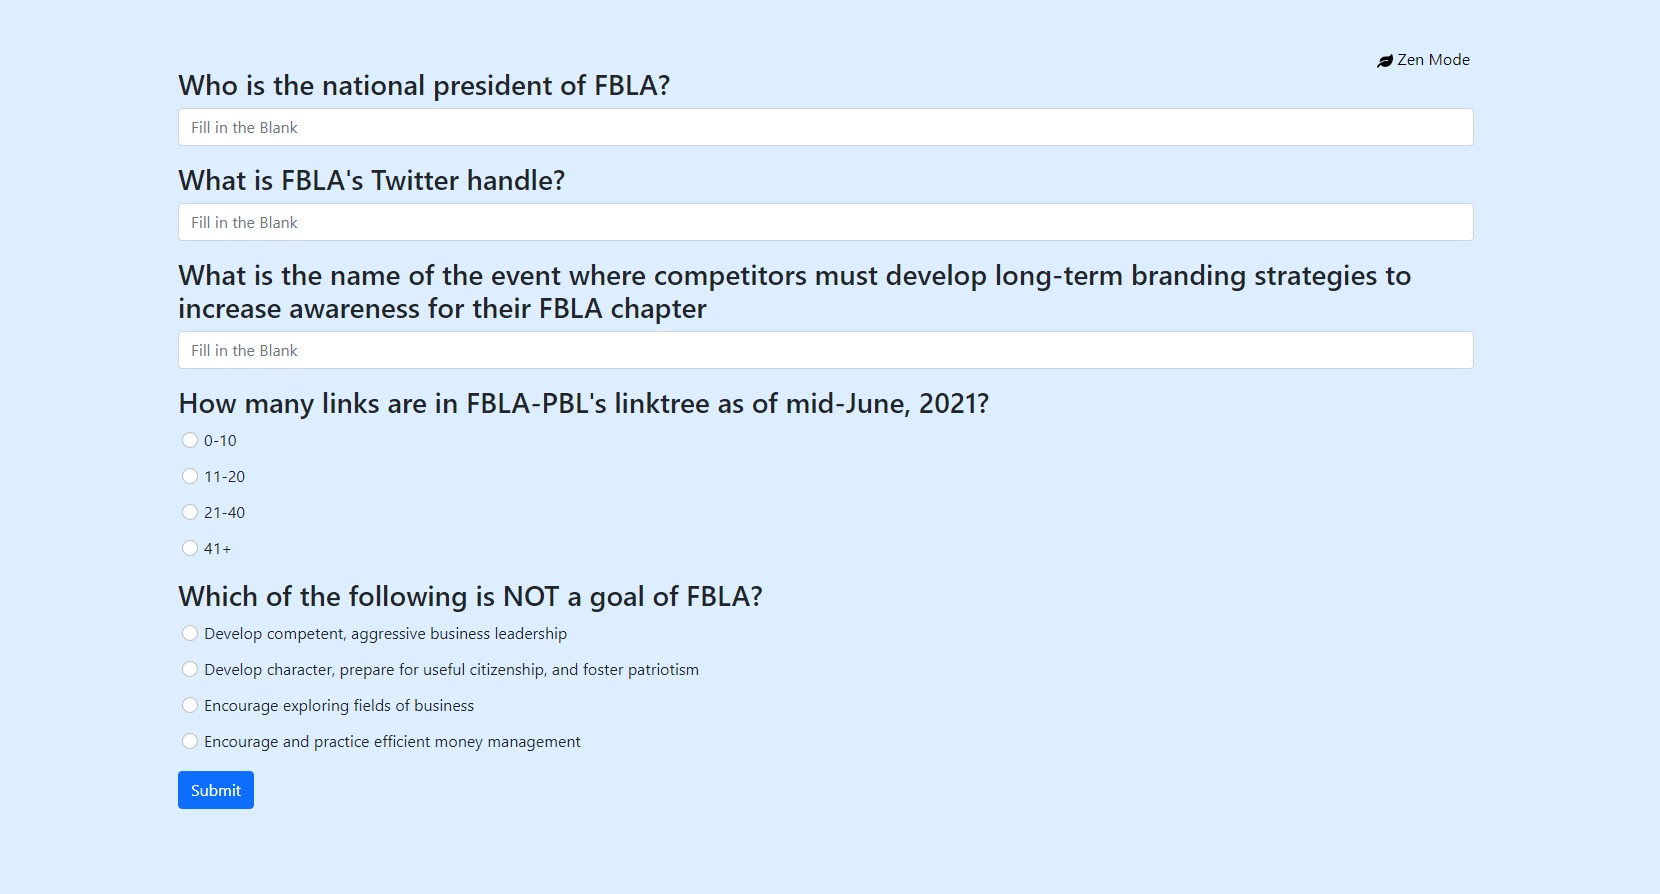 Zen Mode
Who is the national president of FBLA?
Fill in the Blank
What is FBLA's Twitter handle?
Fill in the Blank
What is the name of the event where competitors must develop long-term branding strategies to
increase awareness for their FBLA chapter
Fill in the Blank
How many links are in FBLA-PBL's linktree as of mid-June, 2021?
0-10
11-20
21-40
41+
Which of the following is NOT a goal of FBLA?
Develop competent, aggressive business leadership
Develop character, prepare for useful citizenship, and foster patriotism
Encourage exploring fields of business
Encourage and practice efficient money management
Submit